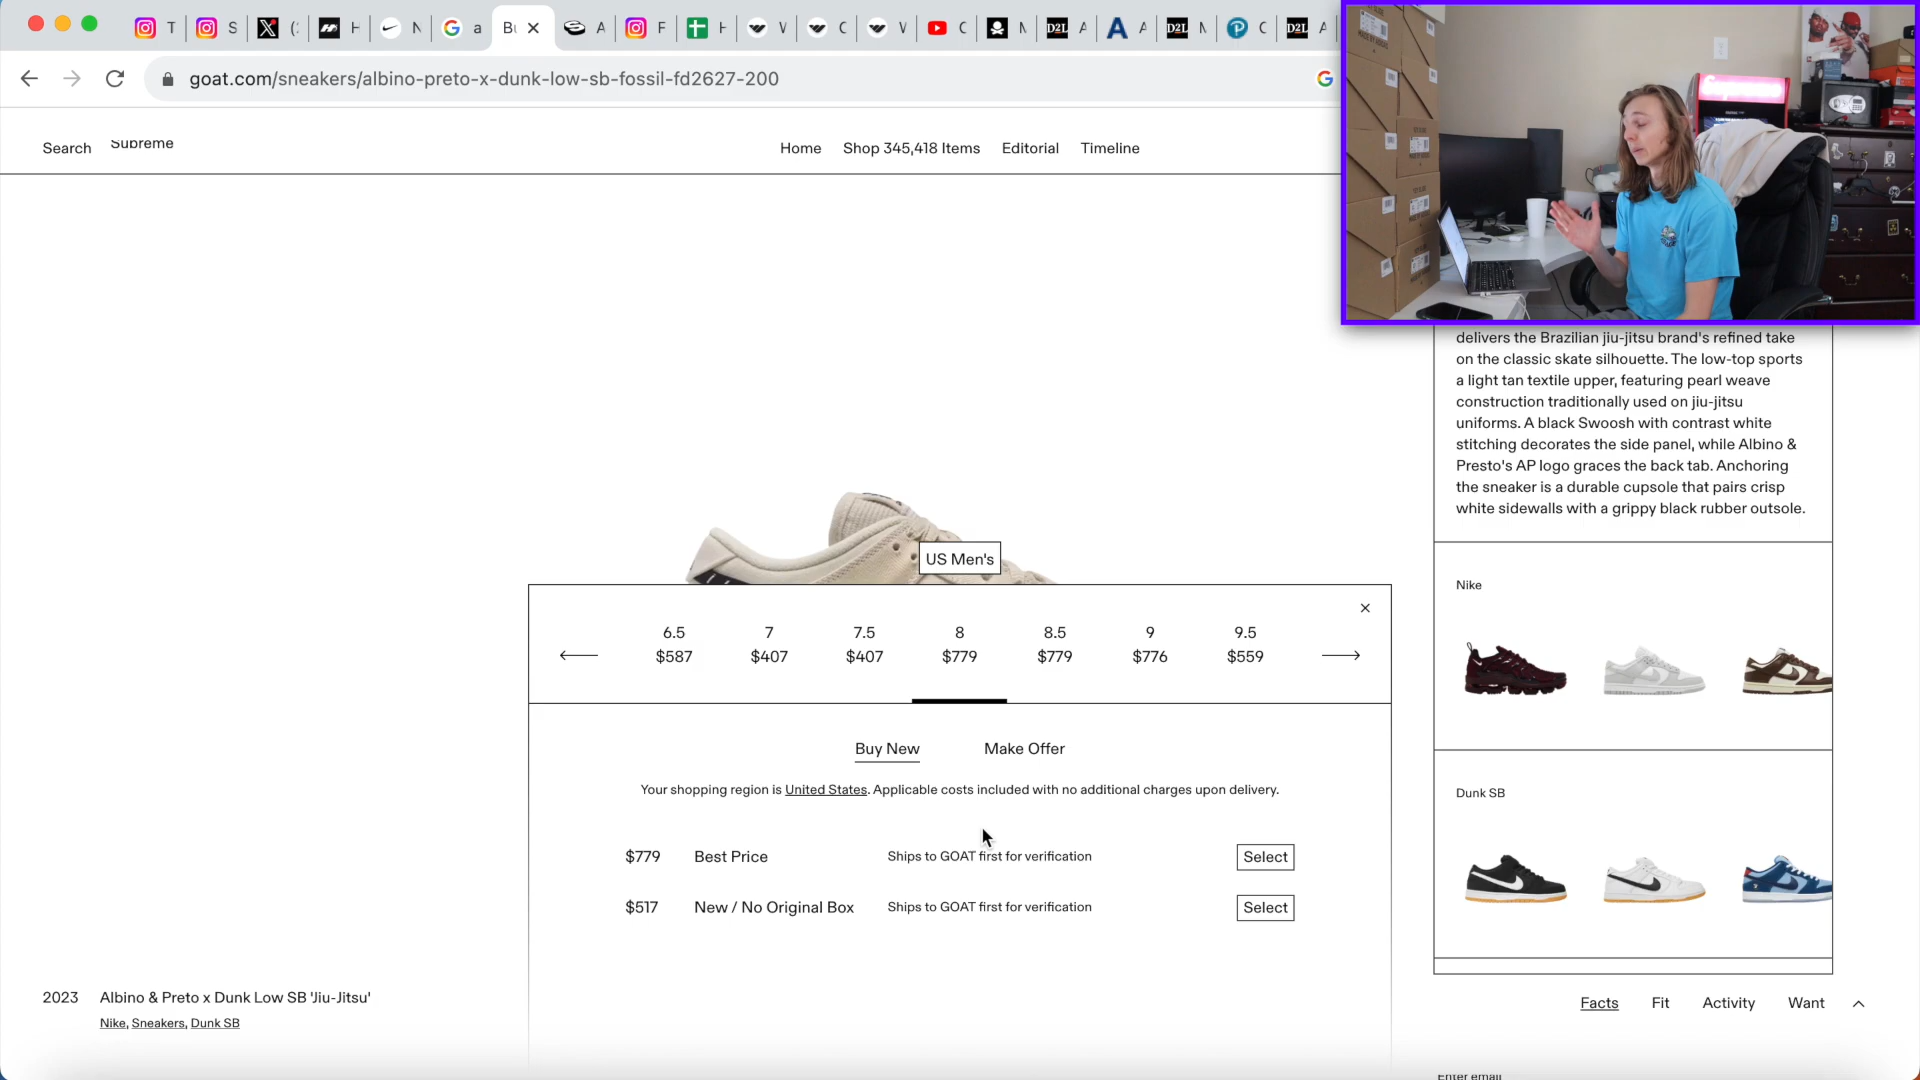 T
S
X
(
H
N
a
Bu
A
F
H
V
C
V
C
N
D2L
A
A
D2L
N
C
D2L
A
goat.com/sneakers/albino-preto-x-dunk-low-sb-fossil-fd2627-200
Search
Supreme
Home
Shop 345,418 Items
Editorial
Timeline
delivers the Brazilian jiu-jitsu brand's refined take
on the classic skate silhouette. The low-top sports
a light tan textile upper, featuring pearl weave
construction traditionally used on jiu-jitsu
uniforms. A black Swoosh with contrast white
stitching decorates the side panel, while Albino &
Presto's AP logo graces the back tab. Anchoring
the sneaker is a durable cupsole that pairs crisp
white sidewalls with a grippy black rubber outsole.
US Men's
6.5 7 7.5 8 8.5 9 9.5
$587 $407 $407 $779 $779 $776 $559
Buy New
Make Offer
Your shopping region is United States. Applicable costs included with no additional charges upon delivery.
$779 Best Price Ships to GOAT first for verification Select
$517 New / No Original Box Ships to GOAT first for verification Select
Nike
Dunk SB
2023 Albino & Preto x Dunk Low SB 'Jiu-Jitsu'
Nike, Sneakers, Dunk SB
Facts
Fit
Activity
Want
Enter email